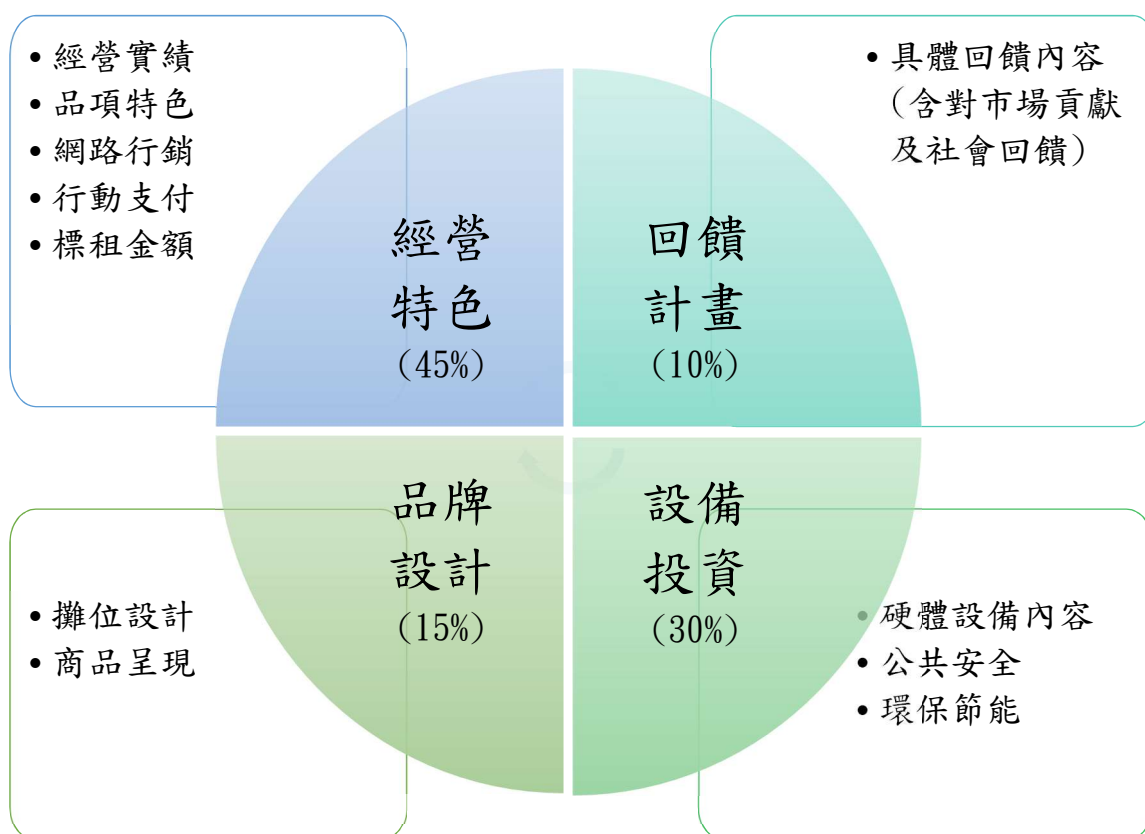 • 經營實績
• 品項特色
• 網路行銷
• 行動支付
• 標租金額
經營
特色
(45%)
回饋
計畫
(10%)
• 具體回饋內容
（含對市場貢獻
及社會回饋）
• 攤位設計
• 商品呈現
品牌
設計
(15%)
設備
投資
(30%)
• 硬體設備內容
• 公共安全
• 環保節能